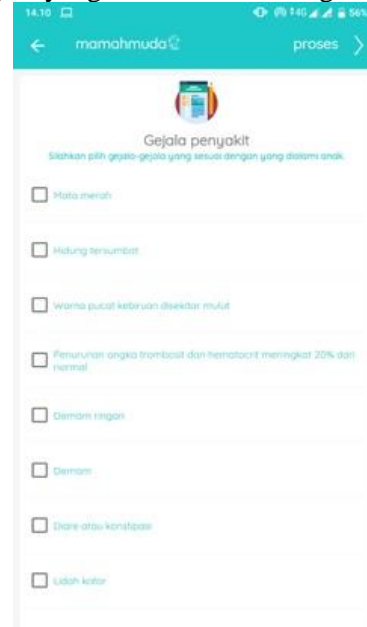 14.10 4G 56%
mamahmuda proses
Gejala penyakit
Silahkan pilih gejala-gejala yang sesuai dengan yang dialami anak.
Mata merah
Hidung tersumbat
Warna pucat kebiruan disekitar mulut
Penurunan angka trombosit dan hematocrit meningkat 20% dari
normal
Demam ringan
Demam
Diare atau konstipasi
Lidah kotor